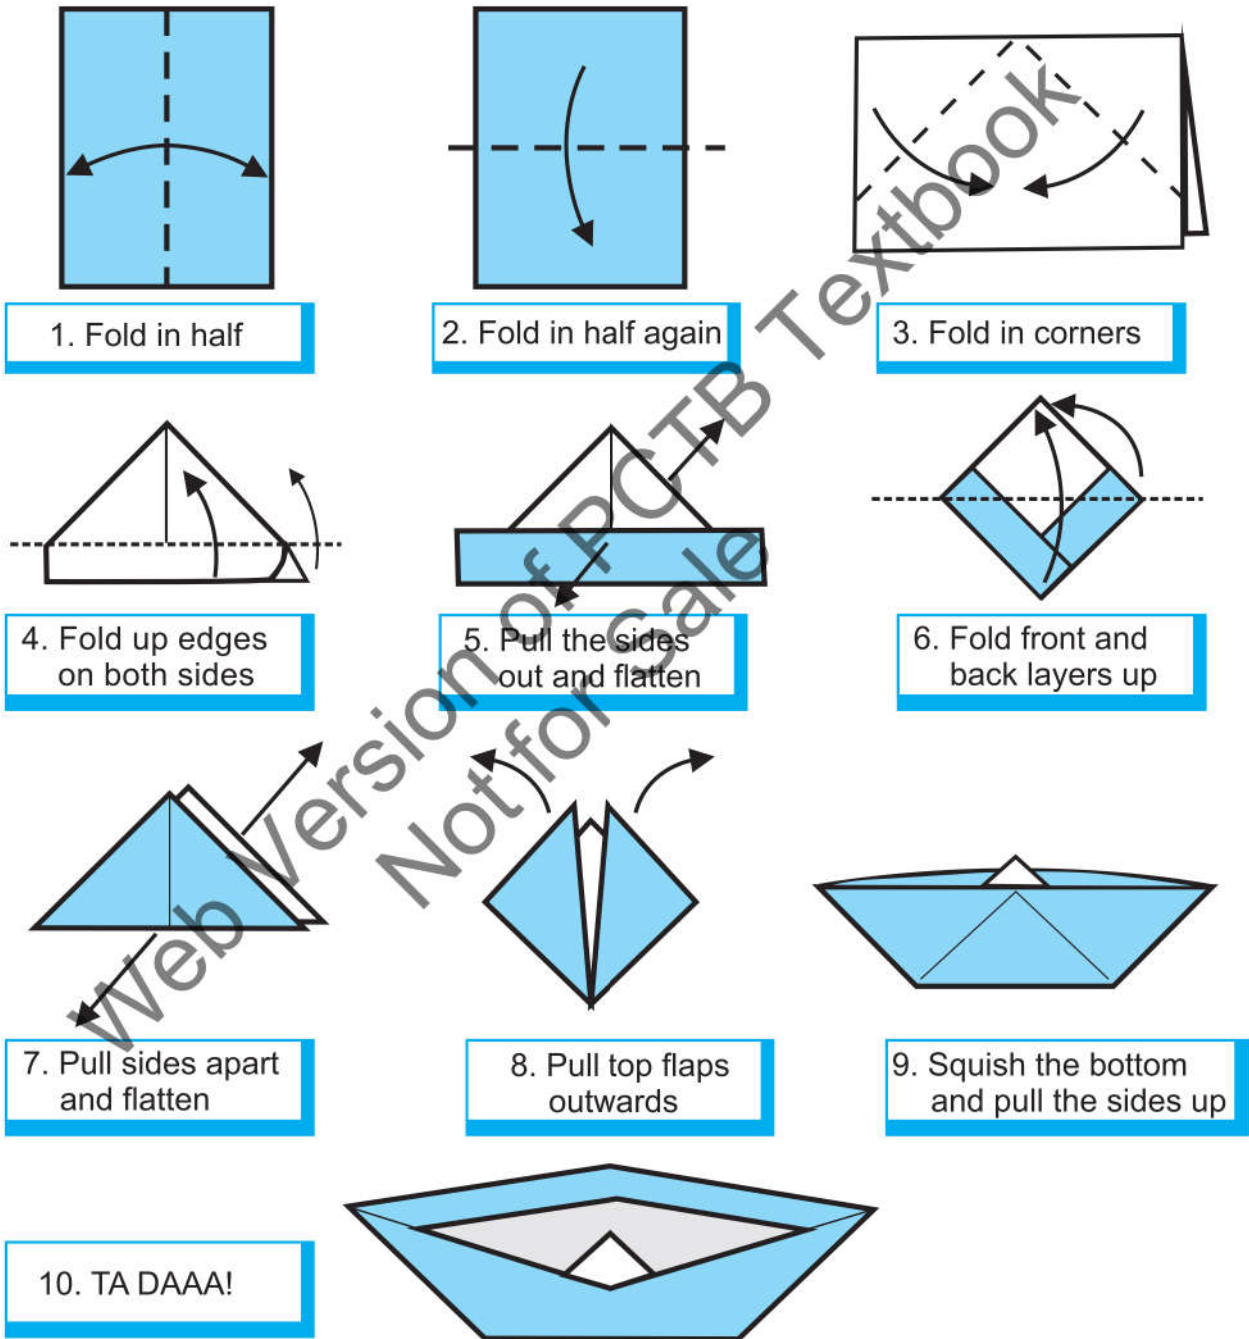 1. Fold in half
2. Fold in half again
3. Fold in corners
4. Fold up edges
on both sides
5. Pull the sides
out and flatten
6. Fold front and
back layers up
7. Pull sides apart
and flatten
8. Pull top flaps
outwards
9. Squish the bottom
and pull the sides up
10. TA DAAA!
Web Version of PCTB Textbook
Not for Sale